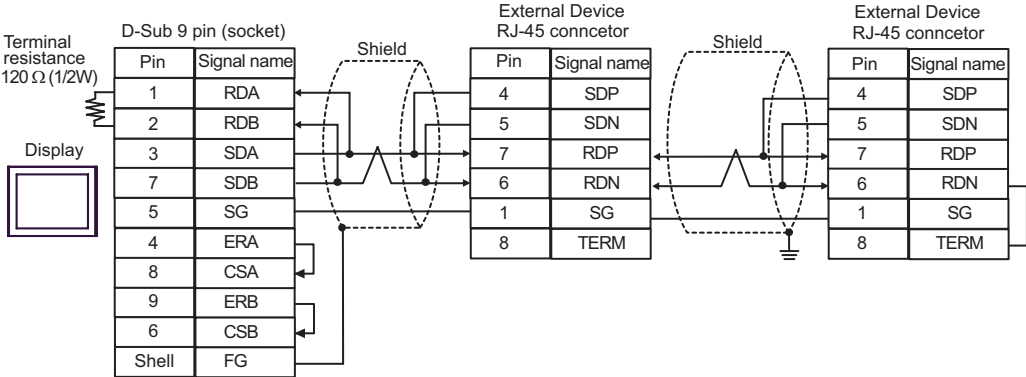 Terminal
resistance
120 Ω (1/2W)
Display
D-Sub 9 pin (socket)
Pin Signal name
1 RDA
2 RDB
3 SDA
7 SDB
5 SG
4 ERA
8 CSA
9 ERB
6 CSB
Shell FG
Shield
External Device
RJ-45 conncetor
Pin Signal name
4 SDP
5 SDN
7 RDP
6 RDN
1 SG
8 TERM
Shield
External Device
RJ-45 conncetor
Pin Signal name
4 SDP
5 SDN
7 RDP
6 RDN
1 SG
8 TERM